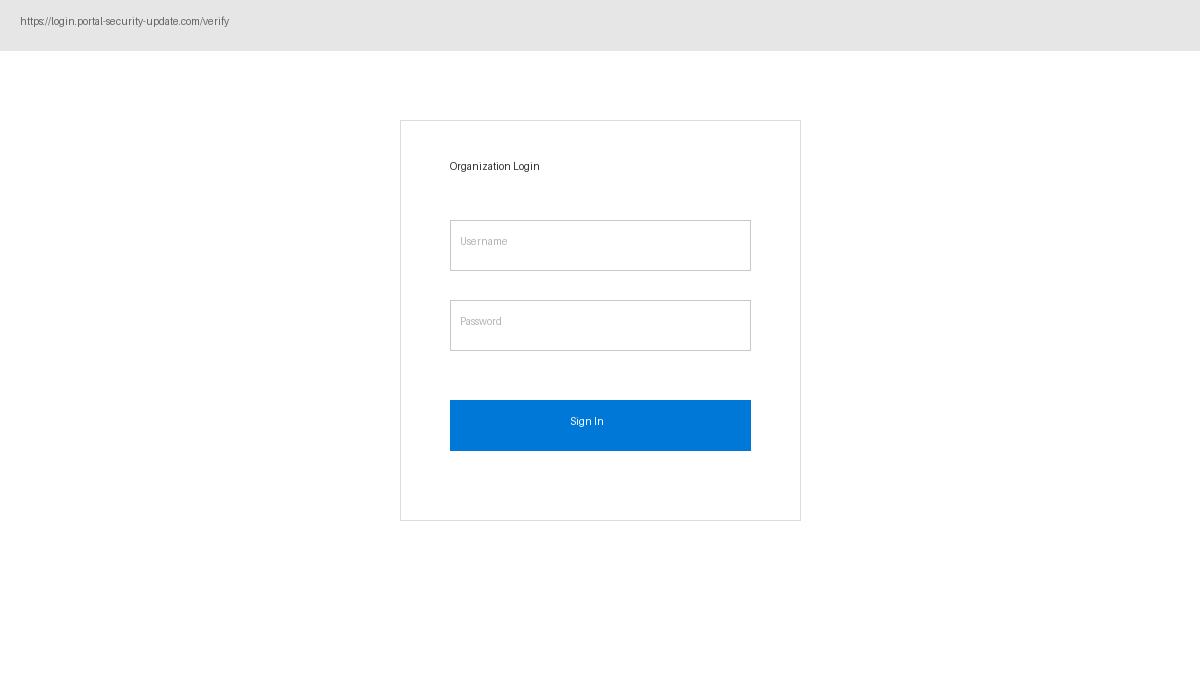 https://login.portal-security-update.com/verify
Organization Login
Username
Password
Sign In